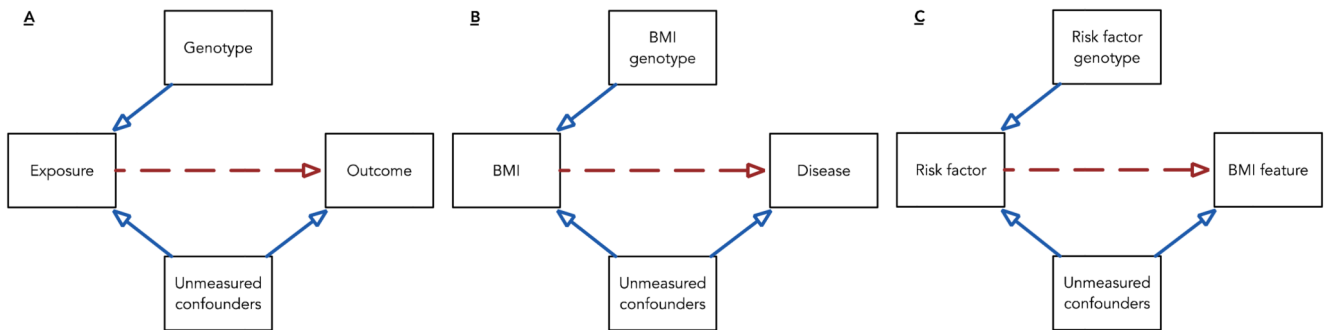 A
Genotype
Exposure
Outcome
Unmeasured
confounders
B
BMI
genotype
BMI
Disease
Unmeasured
confounders
C
Risk factor
genotype
Risk factor
BMI feature
Unmeasured
confounders